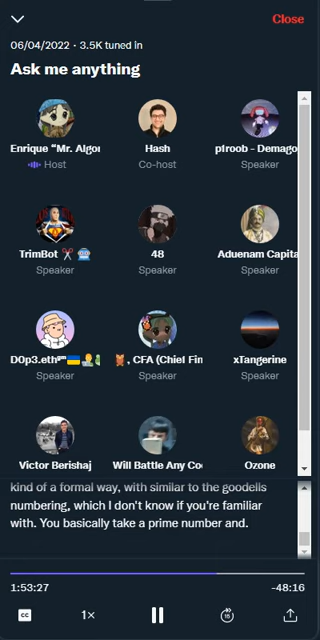 Close
06/04/2022 · 3.5K tuned in
Ask me anything
Enrique "Mr. Algor
Hash
pfroob - Demago
Host
Co-host
Speaker
TrimBot
48
Aduenam Capita
Speaker
Speaker
Speaker
D0p3.eth
, CFA (Chief Fin
xTangerine
Speaker
Speaker
Speaker
Victor Berishaj
Will Battle Any Co
Ozone
kind of a formal way, with similar to the goodells
numbering, which I don't know if you're familiar
with. You basically take a prime number and.
1:53:27
-48:16
CC
1×
15